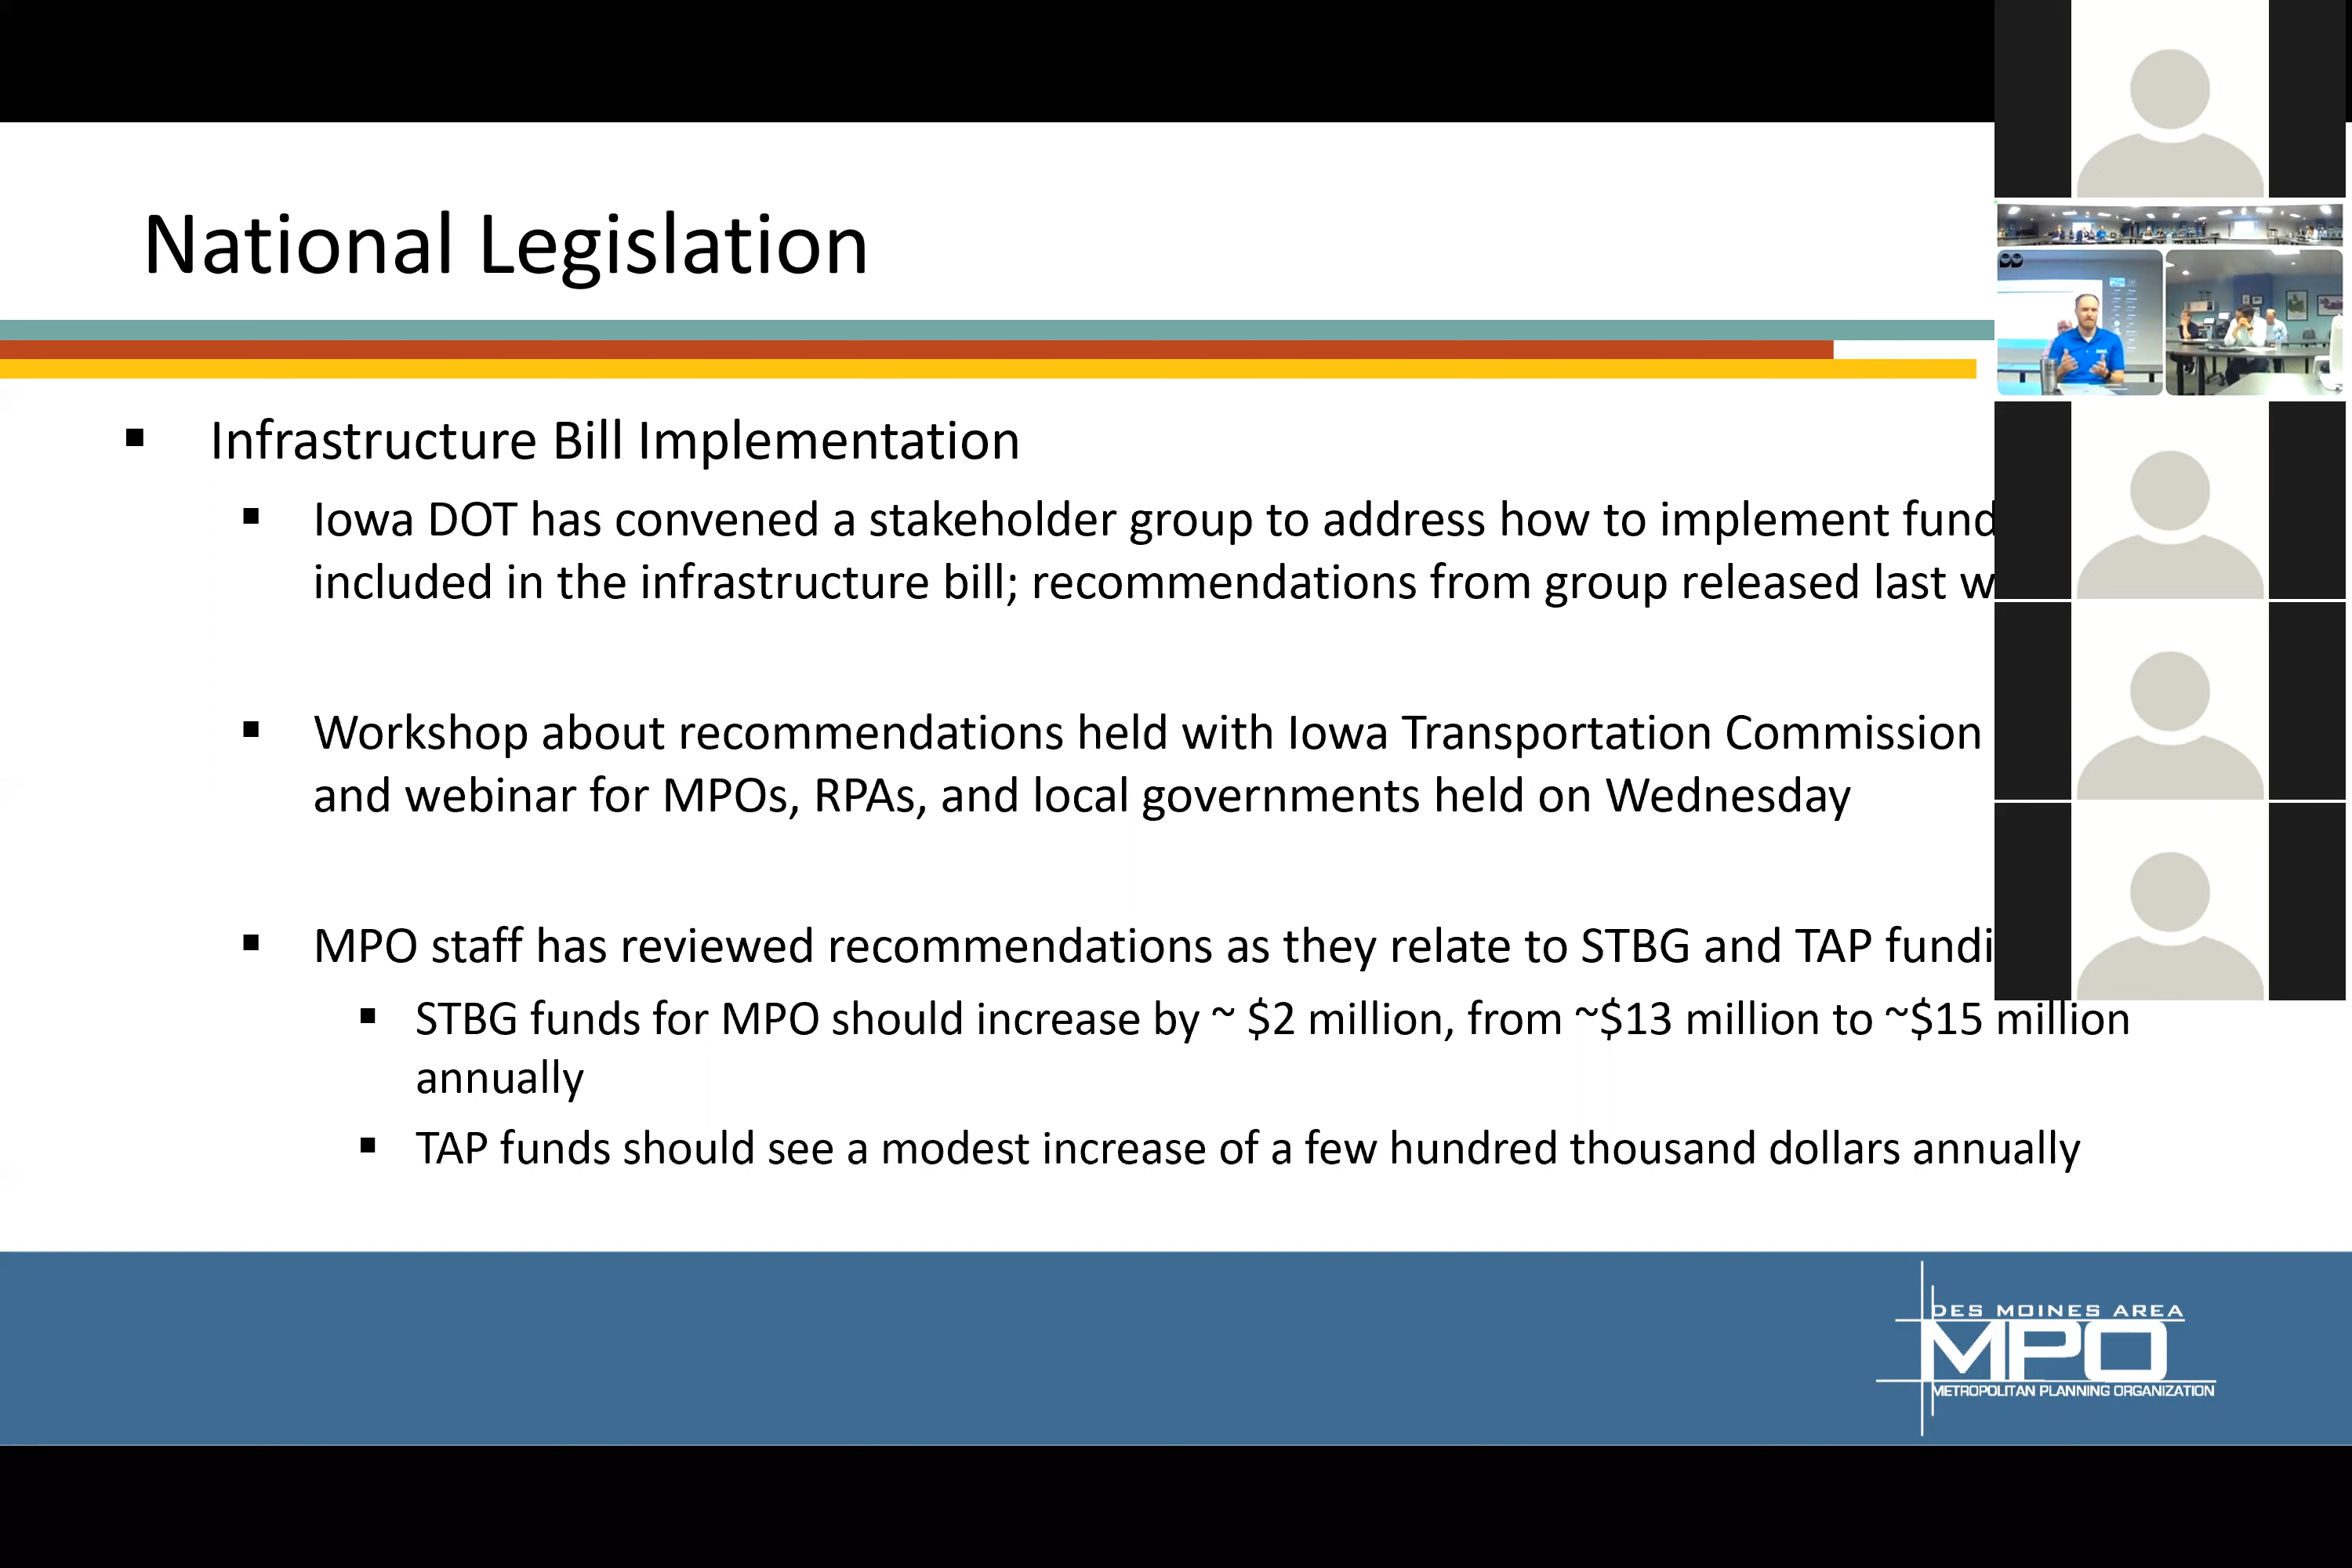 National Legislation
Infrastructure Bill Implementation
Iowa DOT has convened a stakeholder group to address how to implement fund
included in the infrastructure bill; recommendations from group released last w
Workshop about recommendations held with Iowa Transportation Commission
and webinar for MPOs, RPAs, and local governments held on Wednesday
MPO staff has reviewed recommendations as they relate to STBG and TAP fundi
STBG funds for MPO should increase by ~ $2 million, from ~$13 million to ~$15 million
annually
TAP funds should see a modest increase of a few hundred thousand dollars annually
DES MOINES AREA
MPO
METROPOLITAN PLANNING ORGANIZATION